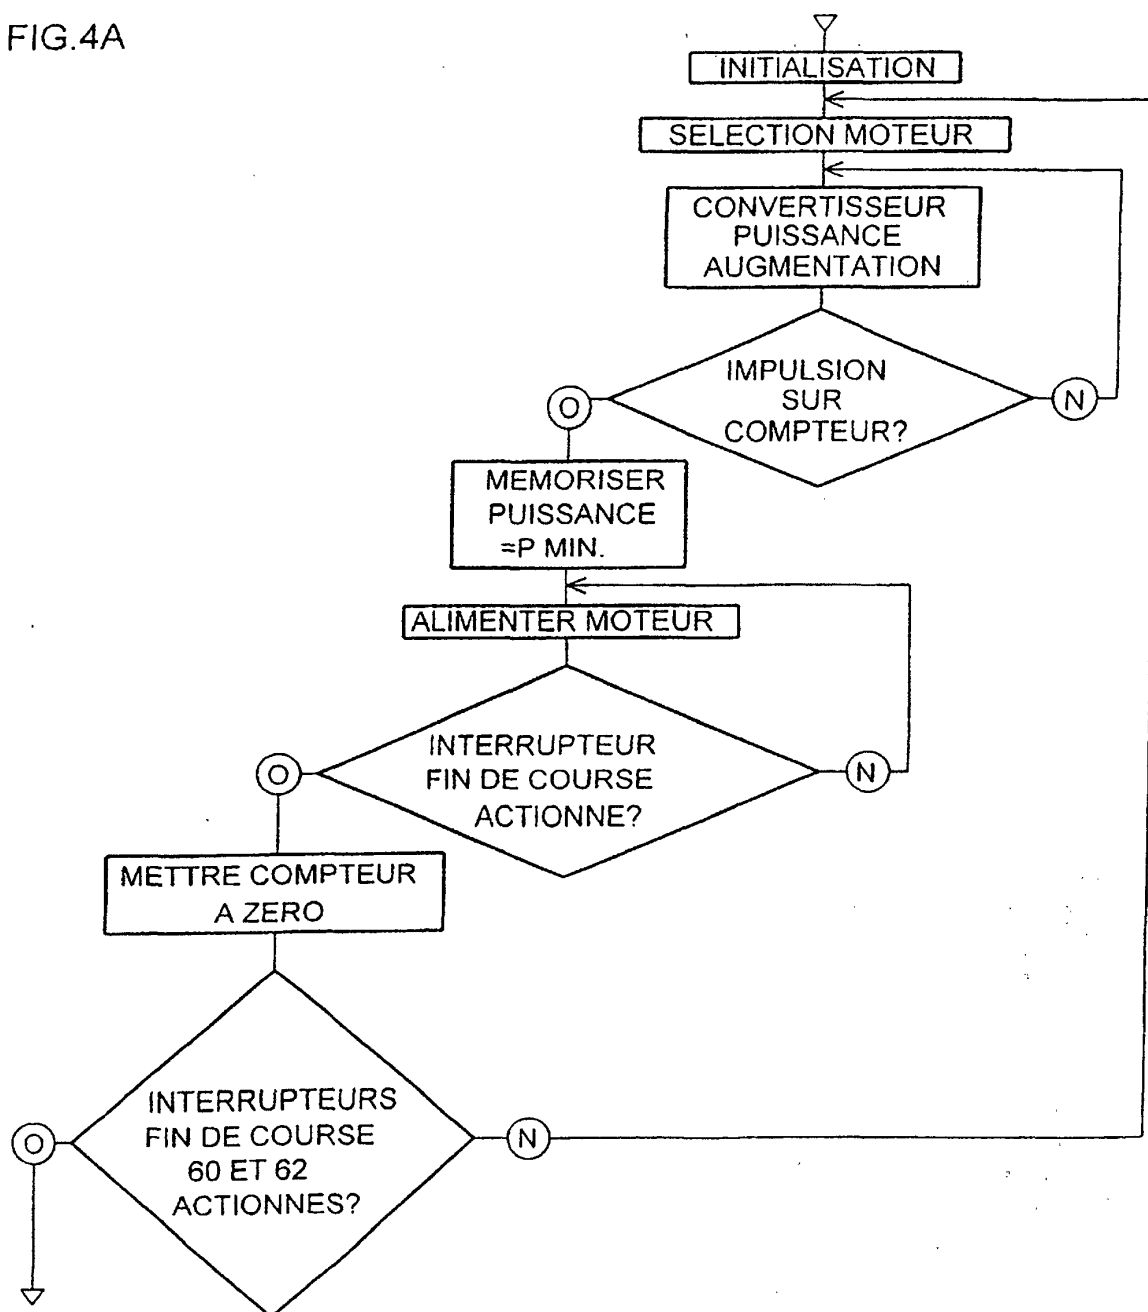 FIG.4A
INITIALISATION
SELECTION MOTEUR
CONVERTISSEUR
PUISSANCE
AUGMENTATION
IMPULSION
SUR
COMPTEUR?
O
N
MEMORISER
PUISSANCE
=P MIN.
ALIMENTER MOTEUR
INTERRUPTEUR
FIN DE COURSE
ACTIONNE?
O
N
METTRE COMPTEUR
A ZERO
INTERRUPTEURS
FIN DE COURSE
60 ET 62
ACTIONNES?
O
N